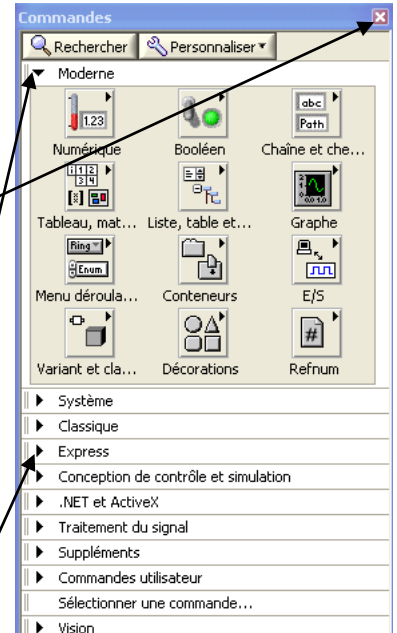 Commandes
Rechercher Personnaliser
Moderne
1.23
abc
Path
Numérique Booléen Chaîne et che...
Tableau, mat... Liste, table et... Graphe
Ring
Enum
Menu déroula... Conteneurs E/S
#
Variant et cla... Décorations Refnum
Système
Classique
Express
Conception de contrôle et simulation
.NET et ActiveX
Traitement du signal
Suppléments
Commandes utilisateur
Sélectionner une commande...
Vision